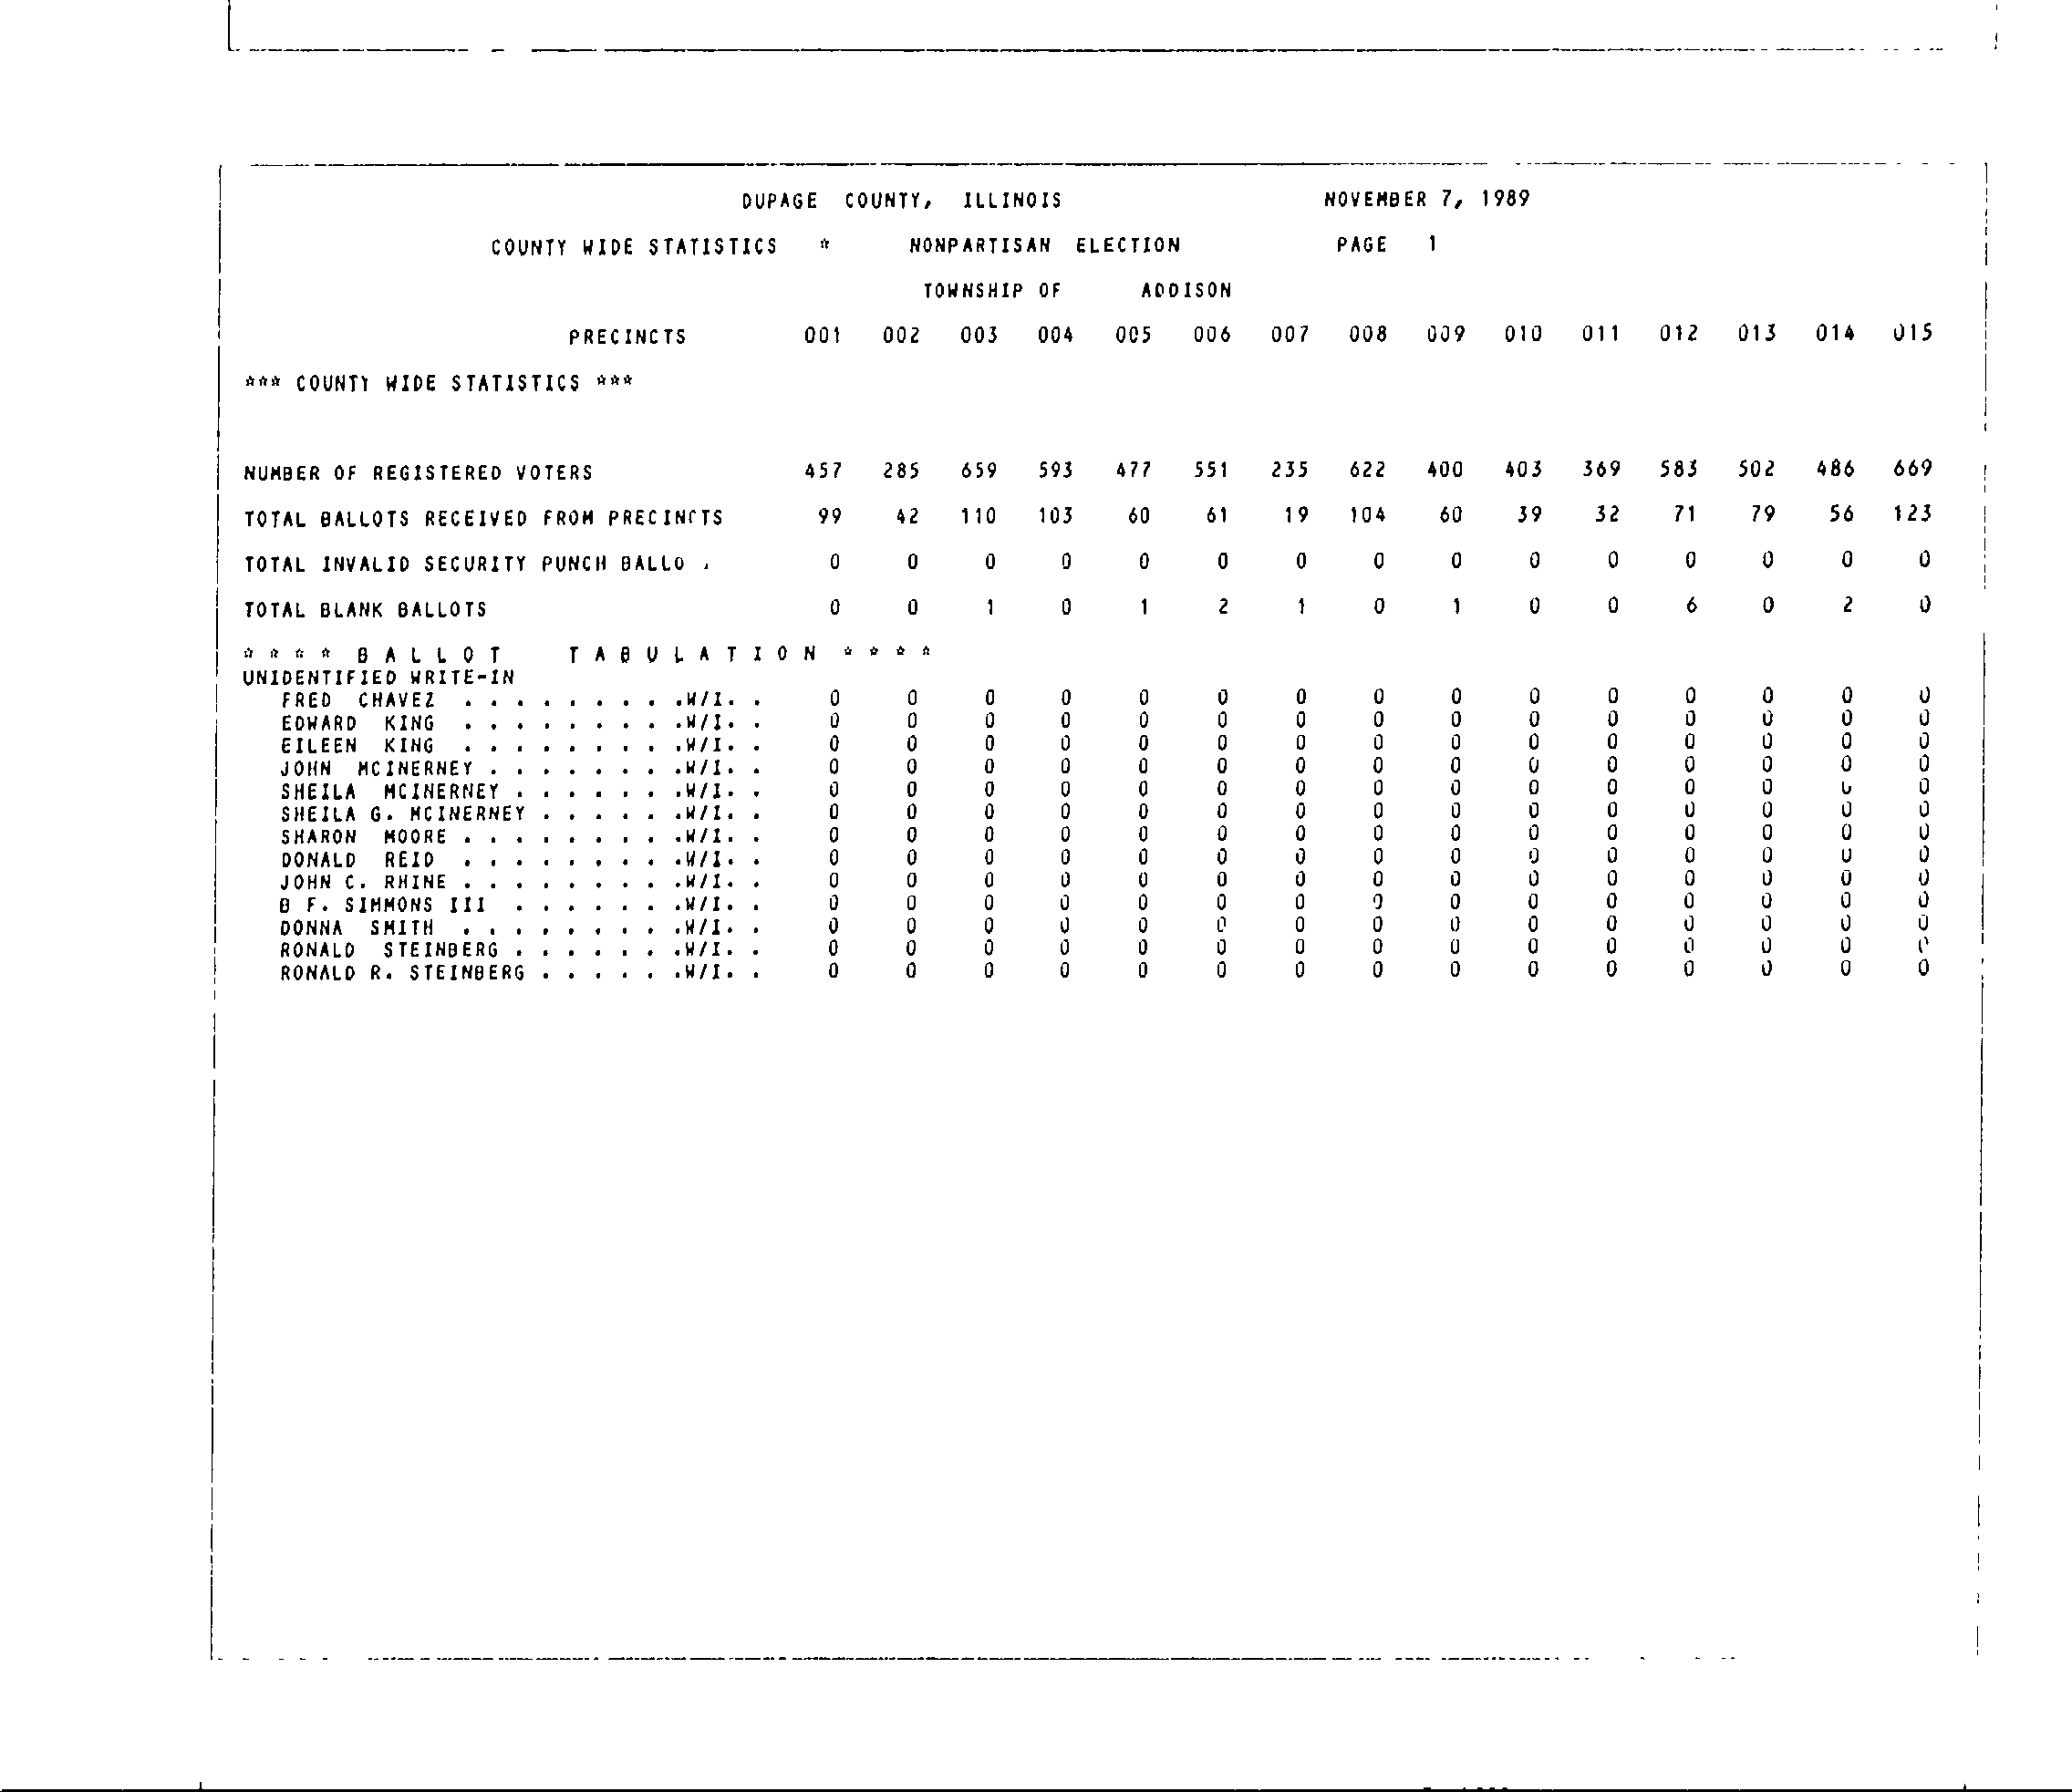 DUPAGE COUNTY, ILLINOIS NOVEMBER 7, 1989
COUNTY WIDE STATISTICS * NONPARTISAN ELECTION PAGE 1
TOWNSHIP OF ADDISON
PRECINCTS 001 002 003 004 005 006 007 008 009 010 011 012 013 014 015
*** COUNTY WIDE STATISTICS ***
NUMBER OF REGISTERED VOTERS 457 285 659 593 477 551 235 622 400 403 369 583 502 486 669
TOTAL BALLOTS RECEIVED FROM PRECINCTS 99 42 110 103 60 61 19 104 60 39 32 71 79 56 123
TOTAL INVALID SECURITY PUNCH BALLO 0 0 0 0 0 0 0 0 0 0 0 0 0 0 0
TOTAL BLANK BALLOTS 0 0 1 0 1 2 1 0 1 0 0 6 0 2 0
* * * * B A L L O T T A B U L A T I O N * * * *
UNIDENTIFIED WRITE-IN
FRED CHAVEZ . . . . . . . . .W/I. . 0 0 0 0 0 0 0 0 0 0 0 0 0 0 0
EDWARD KING . . . . . . . . .W/I. . 0 0 0 0 0 0 0 0 0 0 0 0 0 0 0
EILEEN KING . . . . . . . . .W/I. . 0 0 0 0 0 0 0 0 0 0 0 0 0 0 0
JOHN MCINERNEY . . . . . . . .W/I. . 0 0 0 0 0 0 0 0 0 0 0 0 0 0 0
SHEILA MCINERNEY . . . . . . .W/I. . 0 0 0 0 0 0 0 0 0 0 0 0 0 0 0
SHEILA G. MCINERNEY . . . . . .W/I. . 0 0 0 0 0 0 0 0 0 0 0 0 0 0 0
SHARON MOORE . . . . . . . . .W/I. . 0 0 0 0 0 0 0 0 0 0 0 0 0 0 0
DONALD REID . . . . . . . . .W/I. . 0 0 0 0 0 0 0 0 0 0 0 0 0 0 0
JOHN C. RHINE . . . . . . . . .W/I. . 0 0 0 0 0 0 0 0 0 0 0 0 0 0 0
B F. SIMMONS III . . . . . . .W/I. . 0 0 0 0 0 0 0 0 0 0 0 0 0 0 0
DONNA SMITH . . . . . . . . .W/I. . 0 0 0 0 0 0 0 0 0 0 0 0 0 0 0
RONALD STEINBERG . . . . . . .W/I. . 0 0 0 0 0 0 0 0 0 0 0 0 0 0 0
RONALD R. STEINBERG . . . . . .W/I. . 0 0 0 0 0 0 0 0 0 0 0 0 0 0 0